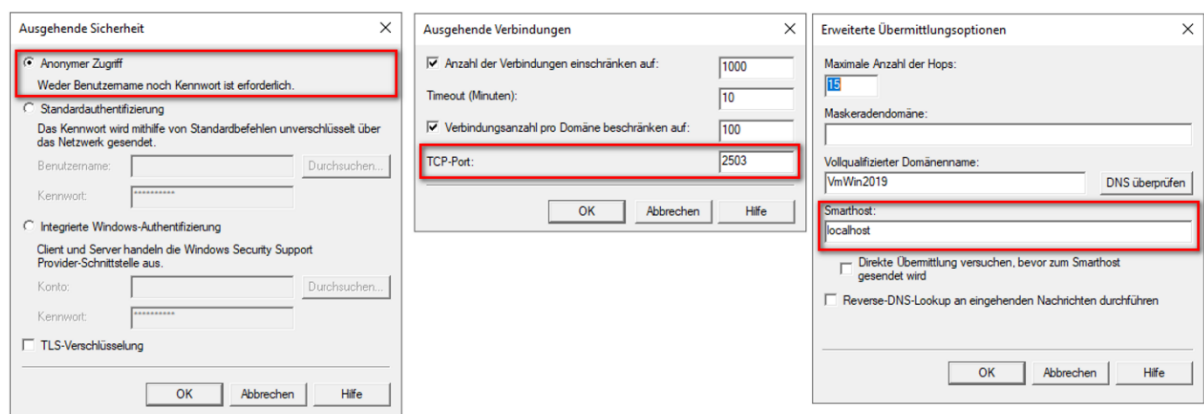 Ausgehende Sicherheit
Anonymer Zugriff
Weder Benutzername noch Kennwort ist erforderlich.
Standardauthentifizierung
Das Kennwort wird mithilfe von Standardbefehlen unverschlüsselt über
das Netzwerk gesendet.
Benutzername:
Durchsuchen...
Kennwort:
**********
Integrierte Windows-Authentifizierung
Client und Server handeln die Windows Security Support
Provider-Schnittstelle aus.
Konto:
Durchsuchen...
Kennwort:
**********
TLS-Verschlüsselung
OK Abbrechen Hilfe
Ausgehende Verbindungen
Anzahl der Verbindungen einschränken auf: 1000
Timeout (Minuten): 10
Verbindungsanzahl pro Domäne beschränken auf: 100
TCP-Port: 2503
OK Abbrechen Hilfe
Erweiterte Übermittlungsoptionen
Maximale Anzahl der Hops:
15
Maskeradendomäne:
Vollqualifizierter Domänenname:
VmWin2019 DNS überprüfen
Smarthost:
localhost
Direkte Übermittlung versuchen, bevor zum Smarthost
gesendet wird
Reverse-DNS-Lookup an eingehenden Nachrichten durchführen
OK Abbrechen Hilfe